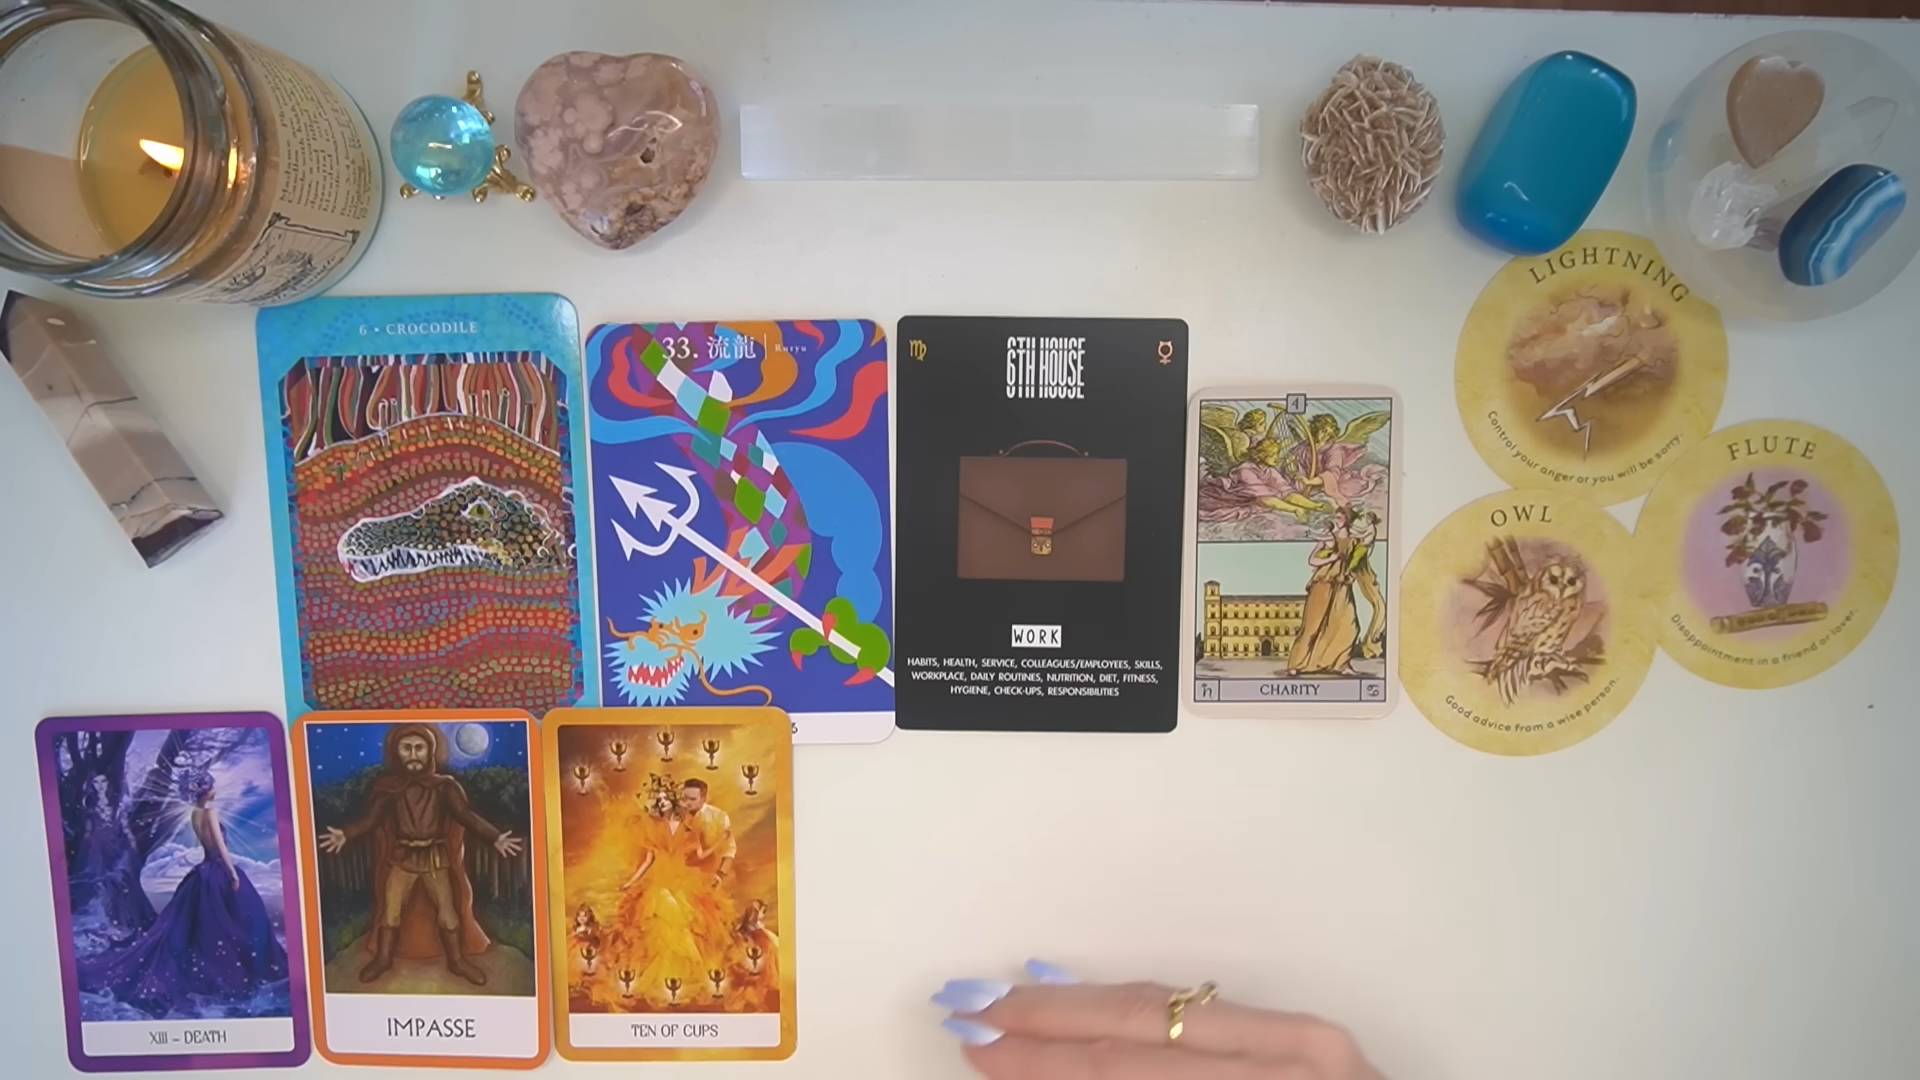 6 • CROCODILE
33. 流龍 | Ruryu
6TH HOUSE
WORK
HABITS, HEALTH, SERVICE, COLLEAGUES/EMPLOYEES, SKILLS,
WORKPLACE, DAILY ROUTINES, NUTRITION, DIET, FITNESS,
HYGIENE, CHECK-UPS, RESPONSIBILITIES
4
CHARITY
LIGHTNING
Control your anger or you will be sorry.
FLUTE
Disappointment in a friend or lover.
OWL
Good advice from a wise person.
XIII – DEATH
IMPASSE
TEN OF CUPS